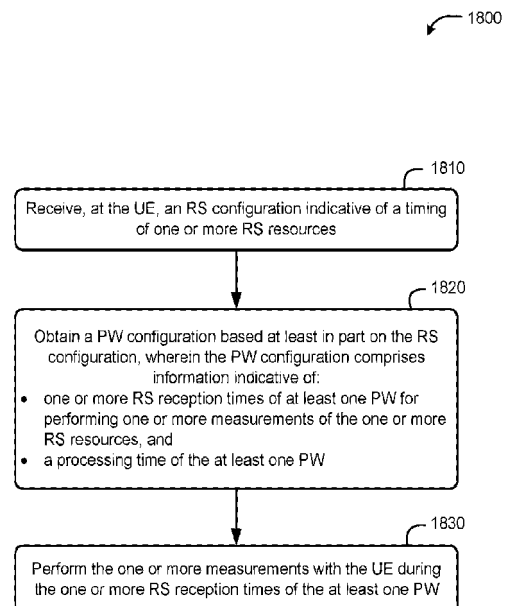 1800
1810
Receive, at the UE, an RS configuration indicative of a timing
of one or more RS resources
1820
Obtain a PW configuration based at least in part on the RS
configuration, wherein the PW configuration comprises
information indicative of:
• one or more RS reception times of at least one PW for
performing one or more measurements of the one or more
RS resources, and
• a processing time of the at least one PW
1830
Perform the one or more measurements with the UE during
the one or more RS reception times of the at least one PW